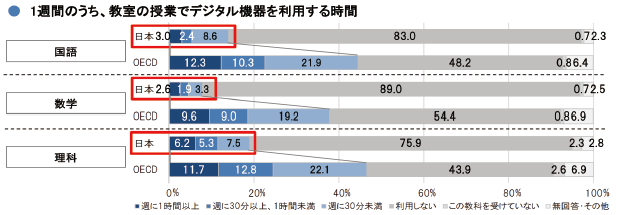 ● 1週間のうち、教室の授業でデジタル機器を利用する時間
国語
日本 3.0 2.4 8.6 83.0 0.7 2.3
OECD 12.3 10.3 21.9 48.2 0.8 6.4
数学
日本 2.6 1.9 3.3 89.0 0.7 2.5
OECD 9.6 9.0 19.2 54.4 0.8 6.9
理科
日本 6.2 5.3 7.5 75.9 2.3 2.8
OECD 11.7 12.8 22.1 43.9 2.6 6.9
0% 20% 40% 60% 80% 100%
■週に1時間以上 ■週に30分以上、1時間未満 ■週に30分未満 ■利用しない ■この教科を受けていない ■無回答・その他